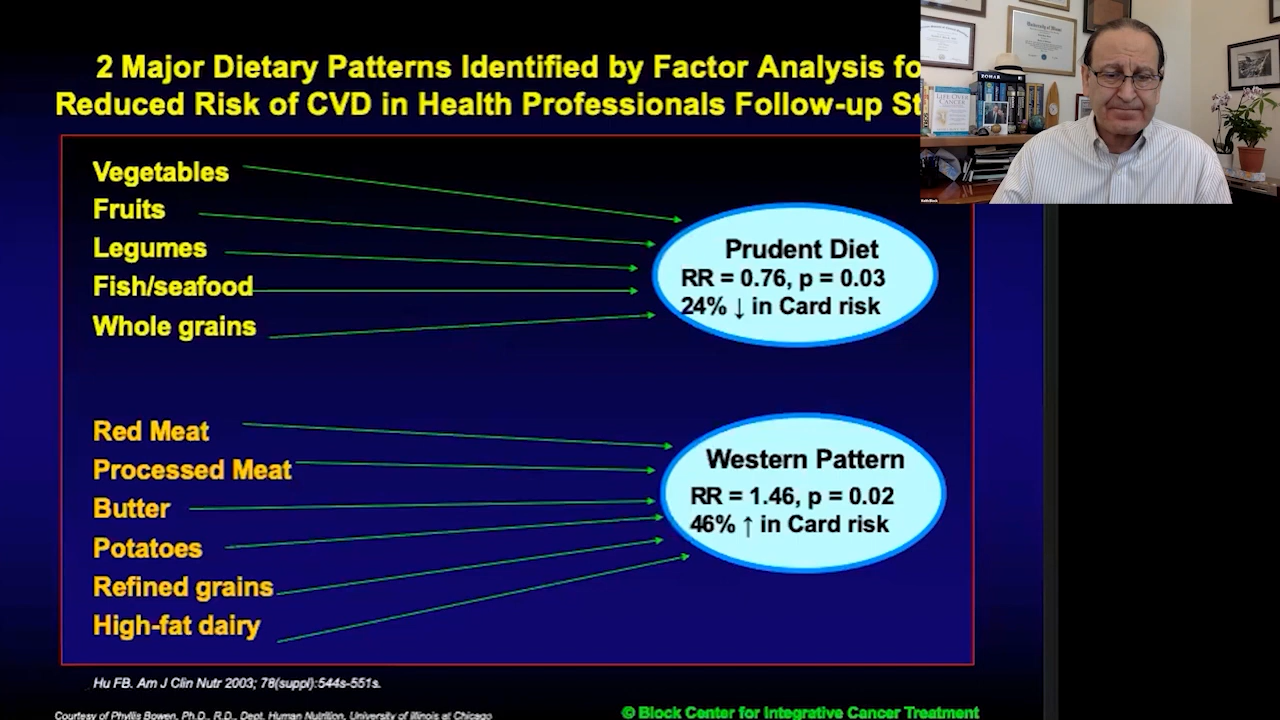 2 Major Dietary Patterns Identified by Factor Analysis fo
Reduced Risk of CVD in Health Professionals Follow-up St
Vegetables
Fruits
Legumes
Fish/seafood
Whole grains
Prudent Diet
RR = 0.76, p = 0.03
24% ↓ in Card risk
Red Meat
Processed Meat
Butter
Potatoes
Refined grains
High-fat dairy
Western Pattern
RR = 1.46, p = 0.02
46% ↑ in Card risk
Hu FB. Am J Clin Nutr 2003; 78(suppl):544s-551s.
Courtesy of Phyllis Bowen, Ph.D., R.D., Dept. Human Nutrition, University of Illinois at Chicago
© Block Center for Integrative Cancer Treatment
LIFE OVER
CANCER